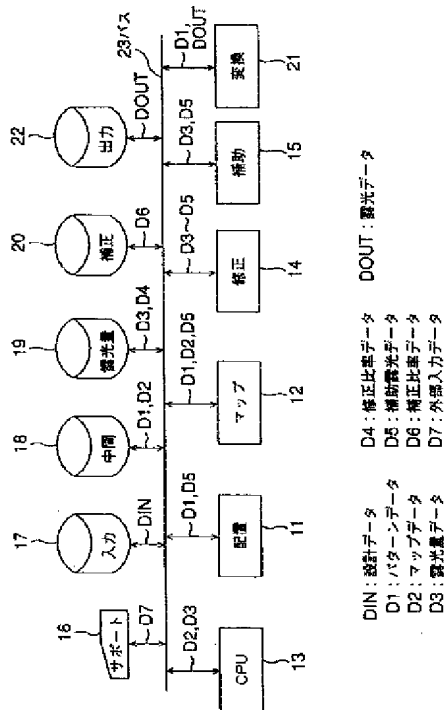 16
サポート
D7
17
入力
DIN
18
中間
D1,D2
19
露光量
D3,D4
20
補正
D6
22
出力
DOUT
23バス
D2,D3
CPU
13
D1,D5
配置
11
D1,D2,D5
マップ
12
D3~D5
修正
14
D3,D5
補助
15
D1,
DOUT
変換
21
DIN:設計データ
D1:パターンデータ
D2:マップデータ
D3:露光量データ
D4:修正比率データ
D5:補助露光データ
D6:補正比率データ
D7:外部入力データ
DOUT:露光データ